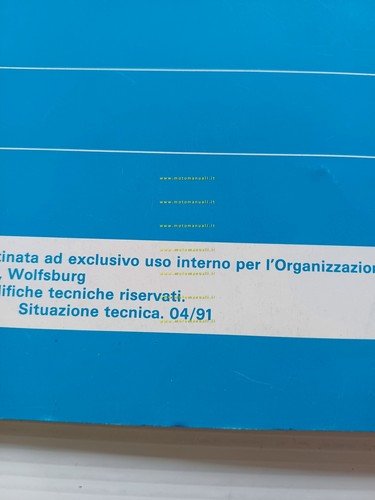 www.motomanuali.it
www.motomanuali.it
www.motomanuali.it
www.motomanuali.it
tinata ad exclusivo uso interno per l'Organizzazion
, Wolfsburg
difiche tecniche riservati.
Situazione tecnica. 04/91